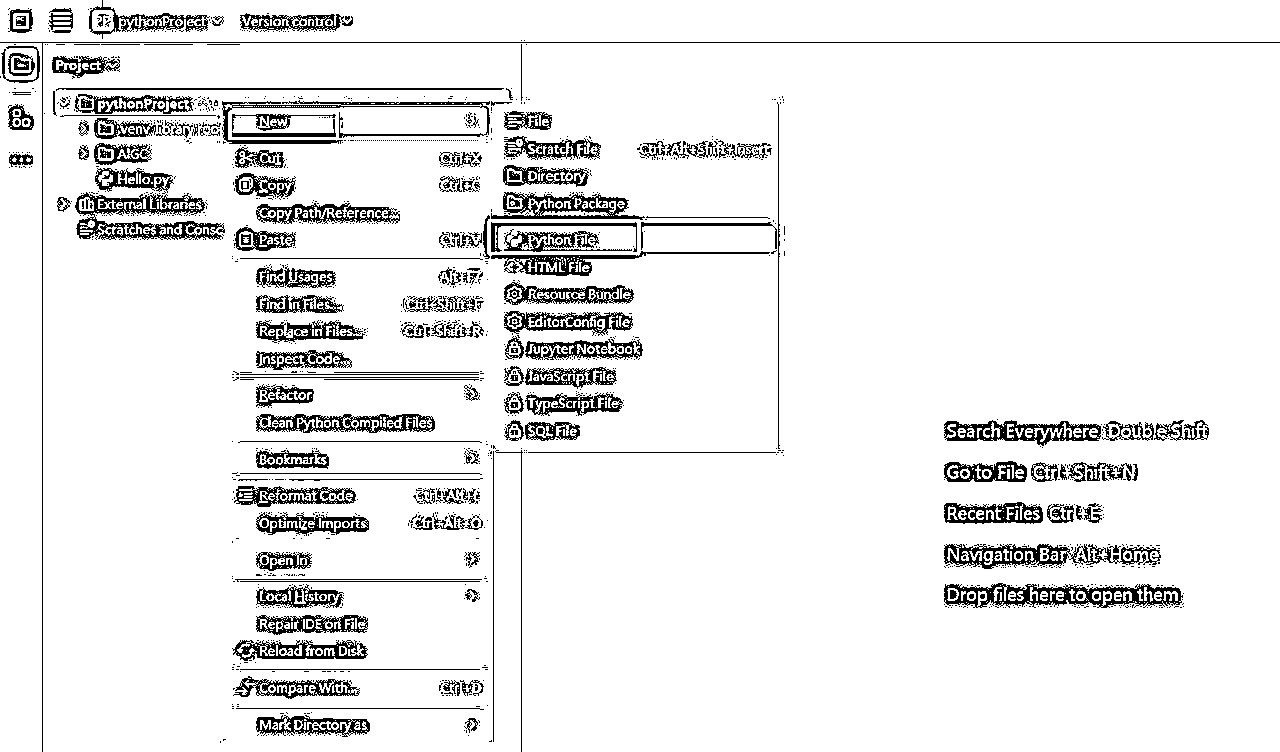 pythonProject Version control
Project
pythonProject
.venv library roo
AIGC
Hello.py
External Libraries
Scratches and Consc
New
Cut Ctrl+X
Copy Ctrl+C
Copy Path/Reference...
Paste Ctrl+V
Find Usages Alt+F7
Find in Files... Ctrl+Shift+F
Replace in Files... Ctrl+Shift+R
Inspect Code...
Refactor
Clean Python Compiled Files
Bookmarks
Reformat Code Ctrl+Alt+L
Optimize Imports Ctrl+Alt+O
Open In
Local History
Repair IDE on File
Reload from Disk
Compare With... Ctrl+D
Mark Directory as
File
Scratch File Ctrl+Alt+Shift+Insert
Directory
Python Package
Python File
HTML File
Resource Bundle
EditorConfig File
Jupyter Notebook
JavaScript File
TypeScript File
SQL File
Search Everywhere Double Shift
Go to File Ctrl+Shift+N
Recent Files Ctrl+E
Navigation Bar Alt+Home
Drop files here to open them